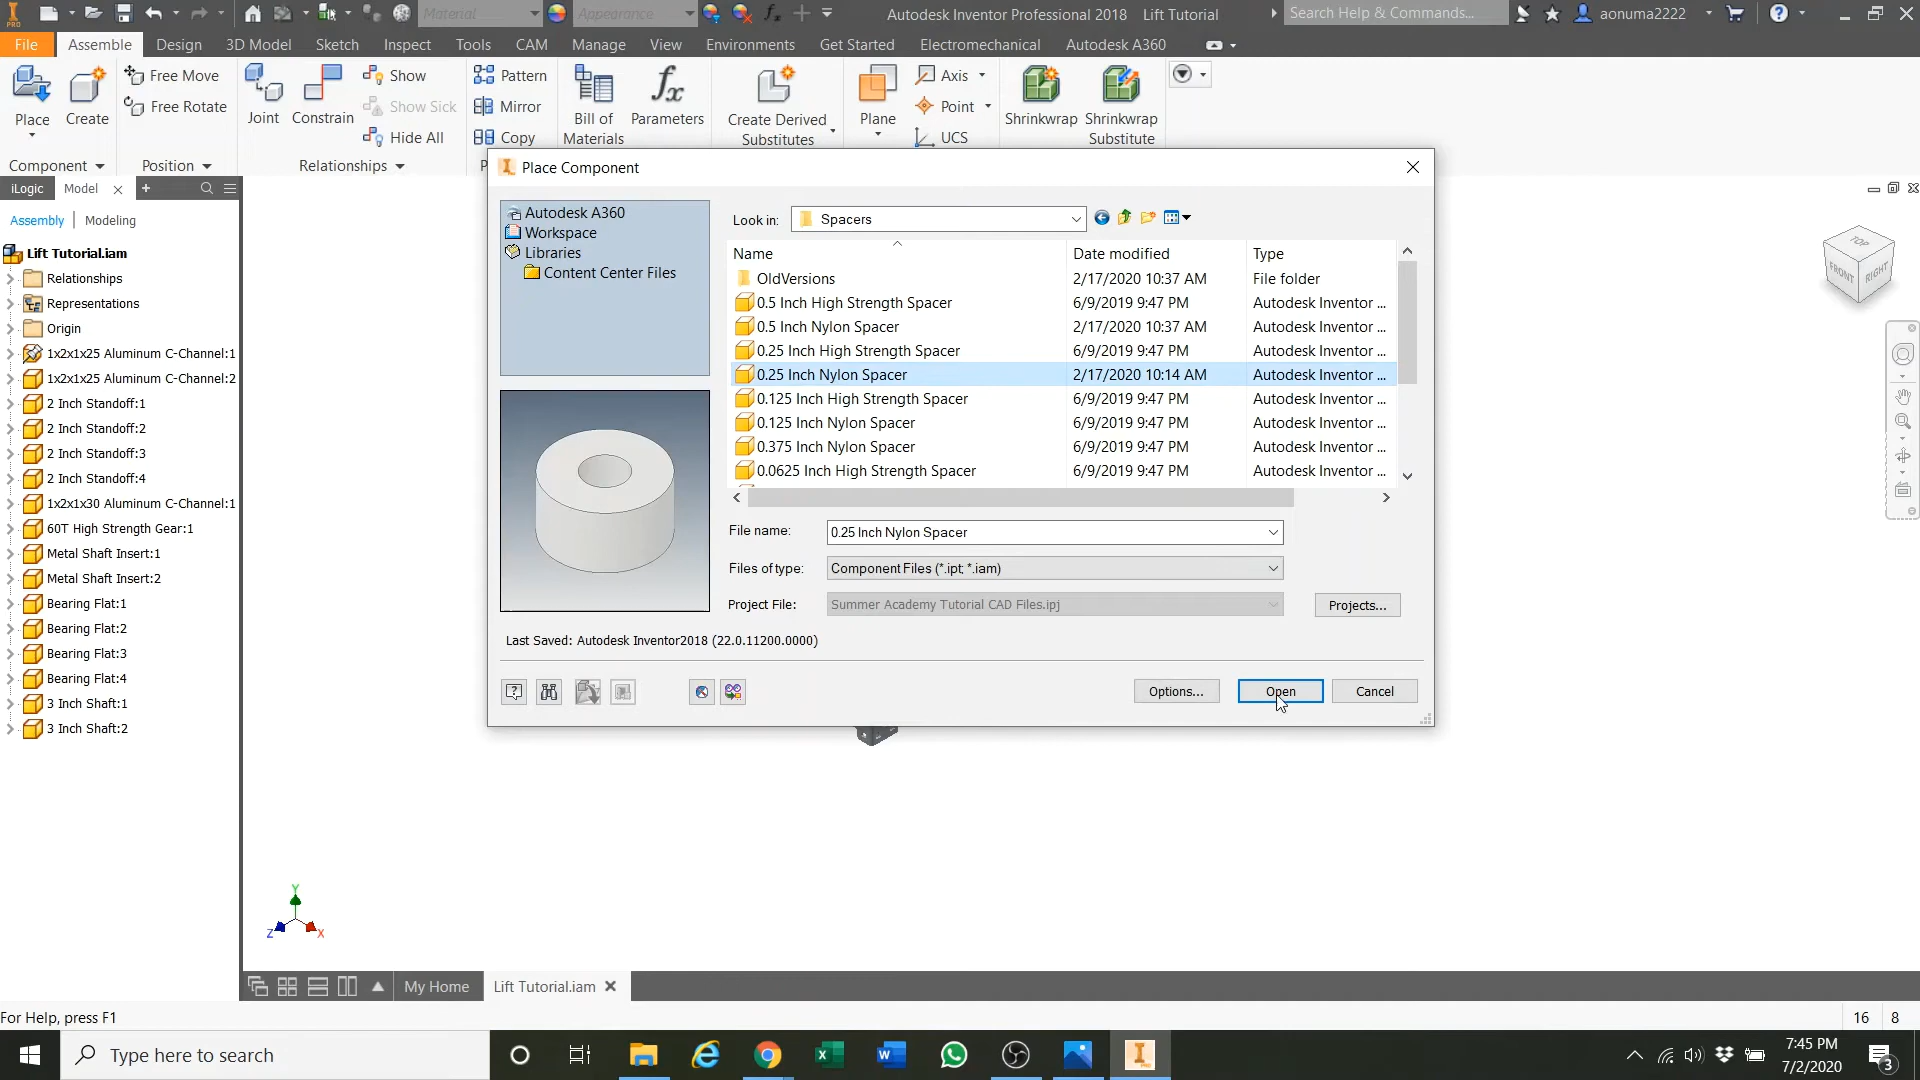 Material
Appearance
Autodesk Inventor Professional 2018 Lift Tutorial
Search Help & Commands...
aonuma2222
File Assemble Design 3D Model Sketch Inspect Tools CAM Manage View Environments Get Started Electromechanical Autodesk A360
Place
Create
Free Move
Free Rotate
Joint
Constrain
Show
Show Sick
Hide All
Pattern
Mirror
Copy
Bill of
Materials
Parameters
Create Derived
Substitutes
Plane
Axis
Point
UCS
Shrinkwrap
Shrinkwrap
Substitute
Component
Position
Relationships
iLogic
Model
Assembly Modeling
Lift Tutorial.iam
Relationships
Representations
Origin
1x2x1x25 Aluminum C-Channel:1
1x2x1x25 Aluminum C-Channel:2
2 Inch Standoff:1
2 Inch Standoff:2
2 Inch Standoff:3
2 Inch Standoff:4
1x2x1x30 Aluminum C-Channel:1
60T High Strength Gear:1
Metal Shaft Insert:1
Metal Shaft Insert:2
Bearing Flat:1
Bearing Flat:2
Bearing Flat:3
Bearing Flat:4
3 Inch Shaft:1
3 Inch Shaft:2
Place Component
Autodesk A360
Workspace
Libraries
Content Center Files
Look in: Spacers
Name Date modified Type
OldVersions 2/17/2020 10:37 AM File folder
0.5 Inch High Strength Spacer 6/9/2019 9:47 PM Autodesk Inventor ...
0.5 Inch Nylon Spacer 2/17/2020 10:37 AM Autodesk Inventor ...
0.25 Inch High Strength Spacer 6/9/2019 9:47 PM Autodesk Inventor ...
0.25 Inch Nylon Spacer 2/17/2020 10:14 AM Autodesk Inventor ...
0.125 Inch High Strength Spacer 6/9/2019 9:47 PM Autodesk Inventor ...
0.125 Inch Nylon Spacer 6/9/2019 9:47 PM Autodesk Inventor ...
0.375 Inch Nylon Spacer 6/9/2019 9:47 PM Autodesk Inventor ...
0.0625 Inch High Strength Spacer 6/9/2019 9:47 PM Autodesk Inventor ...
File name: 0.25 Inch Nylon Spacer
Files of type: Component Files (*.ipt; *.iam)
Project File: Summer Academy Tutorial CAD Files.ipj
Projects...
Last Saved: Autodesk Inventor2018 (22.0.11200.0000)
Options... Open Cancel
TOP
FRONT RIGHT
Y
Z X
My Home Lift Tutorial.iam
For Help, press F1
16 8
Type here to search
7:45 PM
7/2/2020
3